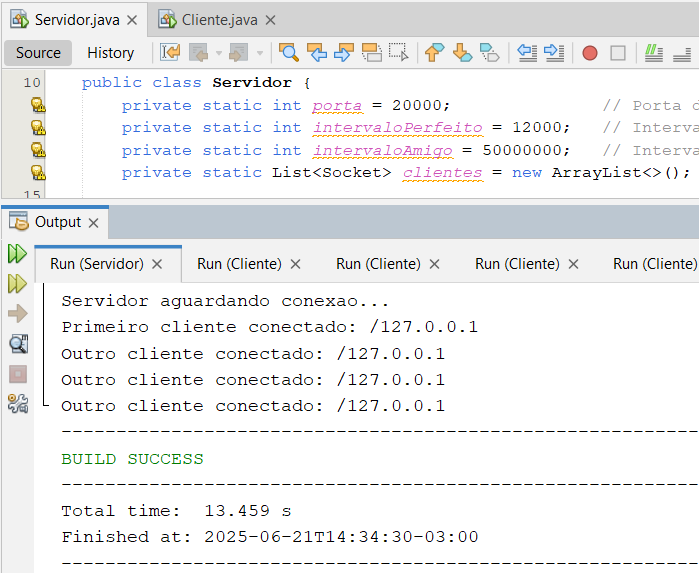 Servidor.java
Cliente.java
Source History
10 public class Servidor {
private static int porta = 20000; // Porta d
private static int intervaloPerfeito = 12000; // Interva
private static int intervaloAmigo = 50000000; // Interva
private static List<Socket> clientes = new ArrayList<>();
15
Output
Run (Servidor) Run (Cliente) Run (Cliente) Run (Cliente) Run (Cliente)
Servidor aguardando conexao...
Primeiro cliente conectado: /127.0.0.1
Outro cliente conectado: /127.0.0.1
Outro cliente conectado: /127.0.0.1
Outro cliente conectado: /127.0.0.1
------------------------------------------------------------
BUILD SUCCESS
------------------------------------------------------------
Total time: 13.459 s
Finished at: 2025-06-21T14:34:30-03:00
------------------------------------------------------------